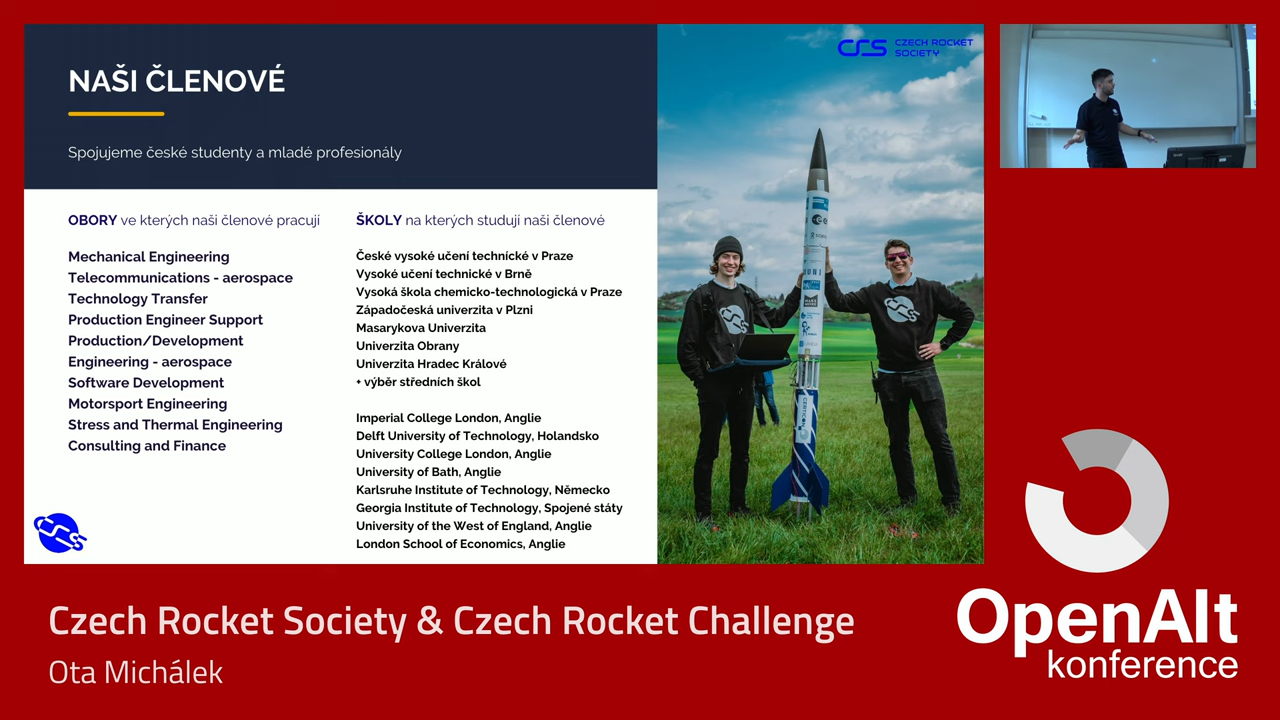 NAŠI ČLENOVÉ
Spojujeme české studenty a mladé profesionály
CZECH ROCKET
SOCIETY
OBORY ve kterých naši členové pracují
Mechanical Engineering
Telecommunications - aerospace
Technology Transfer
Production Engineer Support
Production/Development
Engineering - aerospace
Software Development
Motorsport Engineering
Stress and Thermal Engineering
Consulting and Finance
ŠKOLY na kterých studují naši členové
České vysoké učení technické v Praze
Vysoké učení technické v Brně
Vysoká škola chemicko-technologická v Praze
Západočeská univerzita v Plzni
Masarykova Univerzita
Univerzita Obrany
Univerzita Hradec Králové
+ výběr středních škol
Imperial College London, Anglie
Delft University of Technology, Holandsko
University College London, Anglie
University of Bath, Anglie
Karlsruhe Institute of Technology, Německo
Georgia Institute of Technology, Spojené státy
University of the West of England, Anglie
London School of Economics, Anglie
MUNI
CERTICON
Czech Rocket Society & Czech Rocket Challenge
Ota Michálek
OpenAlt
konference